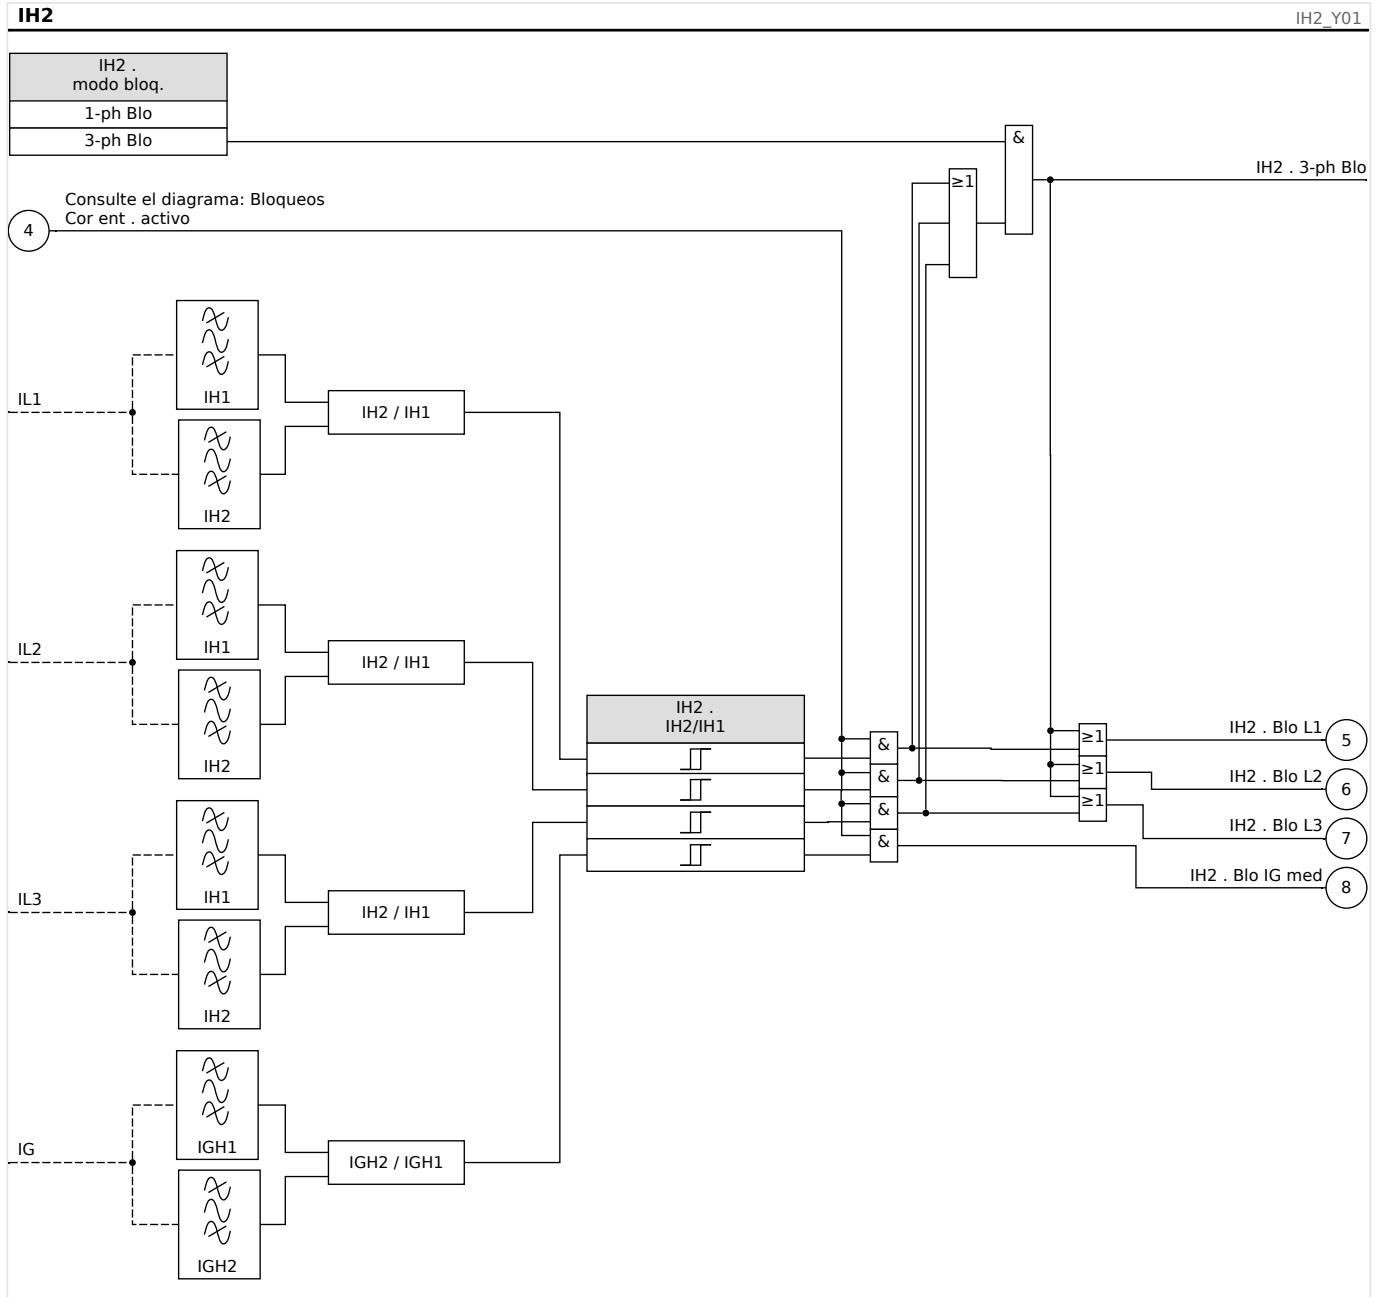 IH2
IH2_Y01
IH2 .
modo bloq.
1-ph Blo
3-ph Blo
&
IH2 . 3-ph Blo
≥1
Consulte el diagrama: Bloqueos
Cor ent . activo
4
IL1
IH1
IH2 / IH1
IH2
IL2
IH1
IH2 / IH1
IH2
IH2 .
IH2/IH1
&
&
&
&
≥1
≥1
≥1
IH2 . Blo L1
5
IH2 . Blo L2
6
IH2 . Blo L3
7
IH2 . Blo IG med
8
IL3
IH1
IH2 / IH1
IH2
IG
IGH1
IGH2 / IGH1
IGH2